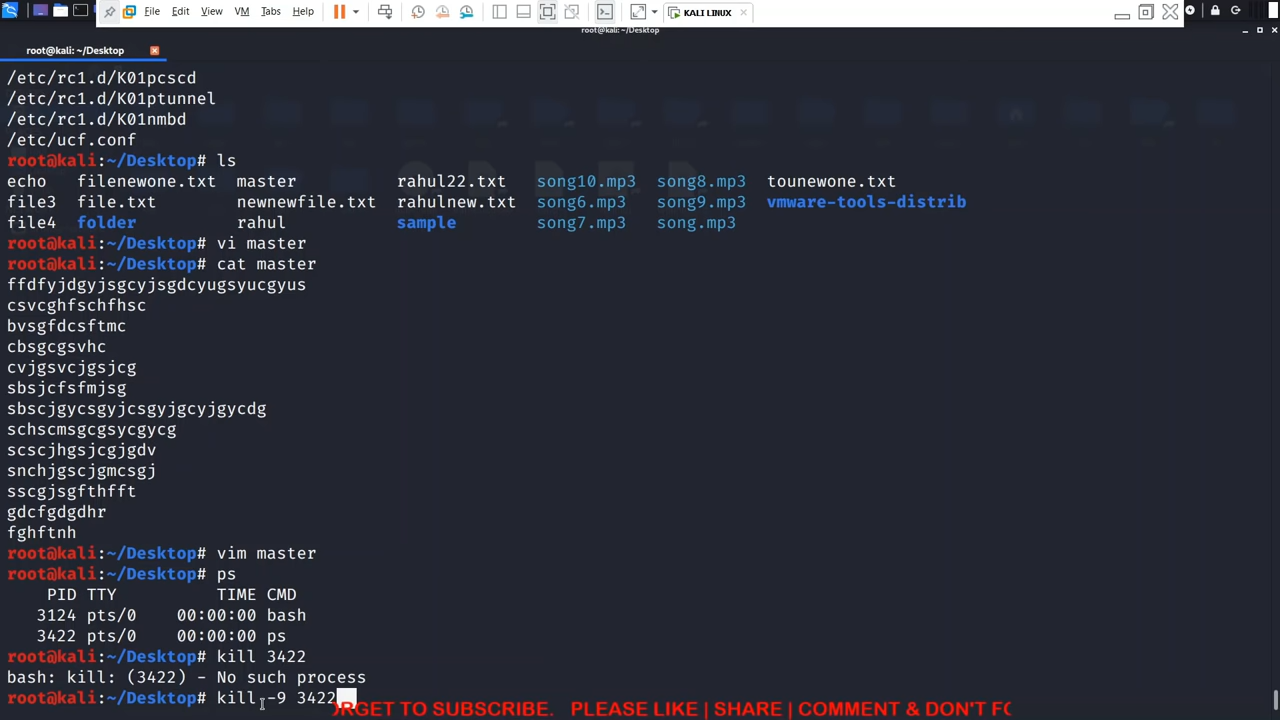 File Edit View VM Tabs Help KALI LINUX
root@kali: ~/Desktop
root@kali: ~/Desktop
/etc/rc1.d/K01pcscd
/etc/rc1.d/K01ptunnel
/etc/rc1.d/K01nmbd
/etc/ucf.conf
root@kali:~/Desktop# ls
echo filenewone.txt master rahul22.txt song10.mp3 song8.mp3 tounewone.txt
file3 file.txt newnewfile.txt rahulnew.txt song6.mp3 song9.mp3 vmware-tools-distrib
file4 folder rahul sample song7.mp3 song.mp3
root@kali:~/Desktop# vi master
root@kali:~/Desktop# cat master
ffdfyjdgyjsgcyjsgdcyugsyucgyus
csvcghfschfhsc
bvsgfdcsftmc
cbsgcgsvhc
cvjgsvcjgsjcg
sbsjcfsfmjsg
sbscjgycsgyjcsgyjgcyjgycdg
schscmsgcgsycgycg
scscjhgsjcgjgdv
snchjgscjgmcsgj
sscgjsgfthfft
gdcfgdgdhr
fghftnh
root@kali:~/Desktop# vim master
root@kali:~/Desktop# ps
PID TTY TIME CMD
3124 pts/0 00:00:00 bash
3422 pts/0 00:00:00 ps
root@kali:~/Desktop# kill 3422
bash: kill: (3422) - No such process
root@kali:~/Desktop# kill -9 3422
ORGET TO SUBSCRIBE. PLEASE LIKE | SHARE | COMMENT & DON'T FO